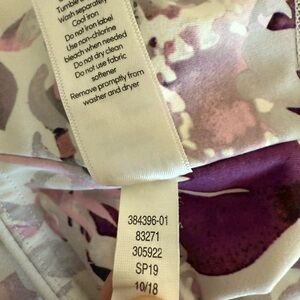 Tumble
Wash separately
Cool iron
Do not iron label
Use non-chlorine
bleach when needed
Do not dry clean
Do not use fabric
softener
Remove promptly from
washer and dryer
384396-01
83271
305922
SP19
10/18